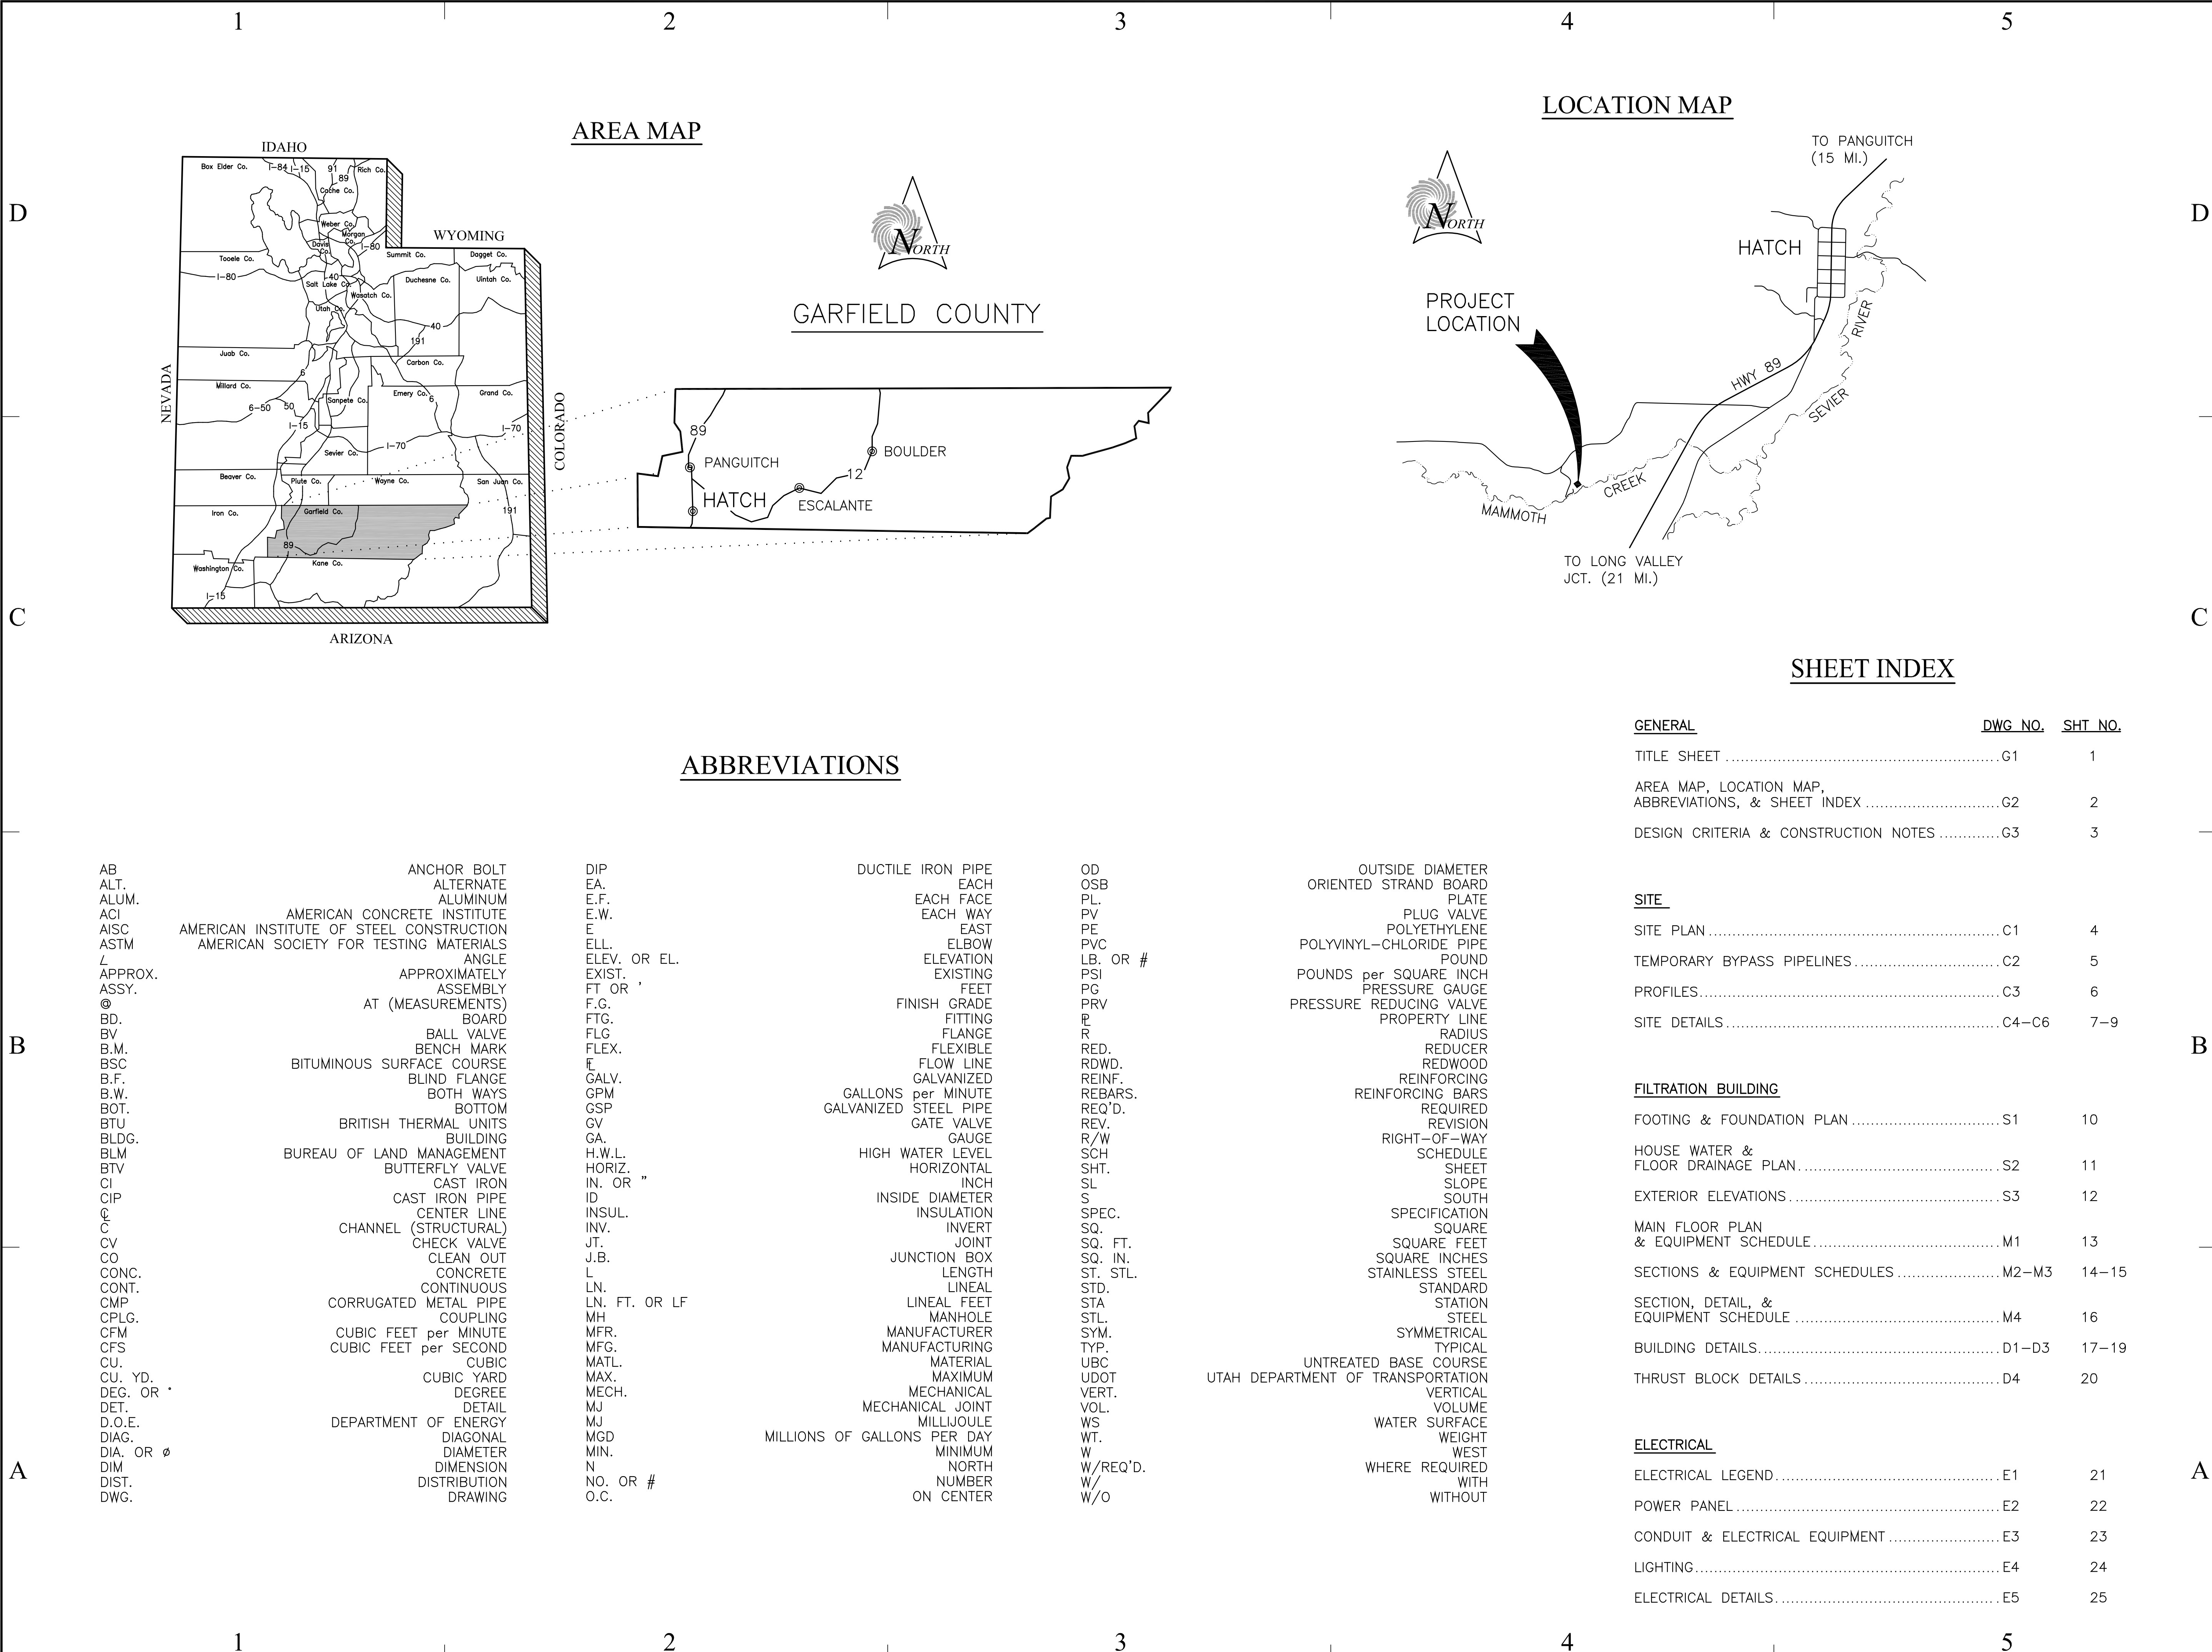 1 2 3 4 5
D D
C C
B B
A A
AREA MAP
IDAHO
WYOMING
NEVADA
COLORADO
ARIZONA
Box Elder Co.
I-84
I-15
91
89
Rich Co.
Cache Co.
Weber Co.
Morgan Co.
Davis Co.
I-80
Summit Co.
Dagget Co.
Tooele Co.
I-80
40
Salt Lake Co.
Wasatch Co.
Duchesne Co.
Uintah Co.
Utah Co.
40
191
Juab Co.
Carbon Co.
6
Millard Co.
Emery Co.
6
Grand Co.
6-50
50
Sanpete Co.
I-15
I-70
I-70
Sevier Co.
Beaver Co.
Piute Co.
Wayne Co.
San Juan Co.
Iron Co.
Garfield Co.
191
89
Washington Co.
Kane Co.
I-15
NORTH
GARFIELD COUNTY
89
PANGUITCH
HATCH
12
BOULDER
ESCALANTE
LOCATION MAP
NORTH
TO PANGUITCH
(15 MI.)
HATCH
PROJECT
LOCATION
HWY 89
SEVIER
RIVER
MAMMOTH
CREEK
TO LONG VALLEY
JCT. (21 MI.)
ABBREVIATIONS
AB ANCHOR BOLT
ALT. ALTERNATE
ALUM. ALUMINUM
ACI AMERICAN CONCRETE INSTITUTE
AISC AMERICAN INSTITUTE OF STEEL CONSTRUCTION
ASTM AMERICAN SOCIETY FOR TESTING MATERIALS
∠ ANGLE
APPROX. APPROXIMATELY
ASSY. ASSEMBLY
@ AT (MEASUREMENTS)
BD. BOARD
BV BALL VALVE
B.M. BENCH MARK
BSC BITUMINOUS SURFACE COURSE
B.F. BLIND FLANGE
B.W. BOTH WAYS
BOT. BOTTOM
BTU BRITISH THERMAL UNITS
BLDG. BUILDING
BLM BUREAU OF LAND MANAGEMENT
BTV BUTTERFLY VALVE
CI CAST IRON
CIP CAST IRON PIPE
℄ CENTER LINE
C CHANNEL (STRUCTURAL)
CV CHECK VALVE
CO CLEAN OUT
CONC. CONCRETE
CONT. CONTINUOUS
CMP CORRUGATED METAL PIPE
CPLG. COUPLING
CFM CUBIC FEET per MINUTE
CFS CUBIC FEET per SECOND
CU. CUBIC
CU. YD. CUBIC YARD
DEG. OR ° DEGREE
DET. DETAIL
D.O.E. DEPARTMENT OF ENERGY
DIAG. DIAGONAL
DIA. OR ø DIAMETER
DIM DIMENSION
DIST. DISTRIBUTION
DWG. DRAWING
DIP DUCTILE IRON PIPE
EA. EACH
E.F. EACH FACE
E.W. EACH WAY
E EAST
ELL. ELBOW
ELEV. OR EL. ELEVATION
EXIST. EXISTING
FT OR ' FEET
F.G. FINISH GRADE
FTG. FITTING
FLG FLANGE
FLEX. FLEXIBLE
FL FLOW LINE
GALV. GALVANIZED
GPM GALLONS per MINUTE
GSP GALVANIZED STEEL PIPE
GV GATE VALVE
GA. GAUGE
H.W.L. HIGH WATER LEVEL
HORIZ. HORIZONTAL
IN. OR " INCH
ID INSIDE DIAMETER
INSUL. INSULATION
INV. INVERT
JT. JOINT
J.B. JUNCTION BOX
L LENGTH
LN. LINEAL
LN. FT. OR LF LINEAL FEET
MH MANHOLE
MFR. MANUFACTURER
MFG. MANUFACTURING
MATL. MATERIAL
MAX. MAXIMUM
MECH. MECHANICAL
MJ MECHANICAL JOINT
MJ MILLIJOULE
MGD MILLIONS OF GALLONS PER DAY
MIN. MINIMUM
N NORTH
NO. OR # NUMBER
O.C. ON CENTER
OD OUTSIDE DIAMETER
OSB ORIENTED STRAND BOARD
PL. PLATE
PV PLUG VALVE
PE POLYETHYLENE
PVC POLYVINYL-CHLORIDE PIPE
LB. OR # POUND
PSI POUNDS per SQUARE INCH
PG PRESSURE GAUGE
PRV PRESSURE REDUCING VALVE
PL PROPERTY LINE
R RADIUS
RED. REDUCER
RDWD. REDWOOD
REINF. REINFORCING
REBARS. REINFORCING BARS
REQ'D. REQUIRED
REV. REVISION
R/W RIGHT-OF-WAY
SCH SCHEDULE
SHT. SHEET
SL SLOPE
S SOUTH
SPEC. SPECIFICATION
SQ. SQUARE
SQ. FT. SQUARE FEET
SQ. IN. SQUARE INCHES
ST. STL. STAINLESS STEEL
STD. STANDARD
STA STATION
STL. STEEL
SYM. SYMMETRICAL
TYP. TYPICAL
UBC UNTREATED BASE COURSE
UDOT UTAH DEPARTMENT OF TRANSPORTATION
VERT. VERTICAL
VOL. VOLUME
WS WATER SURFACE
WT. WEIGHT
W WEST
W/REQ'D. WHERE REQUIRED
W/ WITH
W/O WITHOUT
SHEET INDEX
GENERAL DWG NO. SHT NO.
TITLE SHEET G1 1
AREA MAP, LOCATION MAP,
ABBREVIATIONS, & SHEET INDEX G2 2
DESIGN CRITERIA & CONSTRUCTION NOTES G3 3
SITE
SITE PLAN C1 4
TEMPORARY BYPASS PIPELINES C2 5
PROFILES C3 6
SITE DETAILS C4-C6 7-9
FILTRATION BUILDING
FOOTING & FOUNDATION PLAN S1 10
HOUSE WATER &
FLOOR DRAINAGE PLAN S2 11
EXTERIOR ELEVATIONS S3 12
MAIN FLOOR PLAN
& EQUIPMENT SCHEDULE M1 13
SECTIONS & EQUIPMENT SCHEDULES M2-M3 14-15
SECTION, DETAIL, &
EQUIPMENT SCHEDULE M4 16
BUILDING DETAILS D1-D3 17-19
THRUST BLOCK DETAILS D4 20
ELECTRICAL
ELECTRICAL LEGEND E1 21
POWER PANEL E2 22
CONDUIT & ELECTRICAL EQUIPMENT E3 23
LIGHTING E4 24
ELECTRICAL DETAILS E5 25
1 2 3 4 5